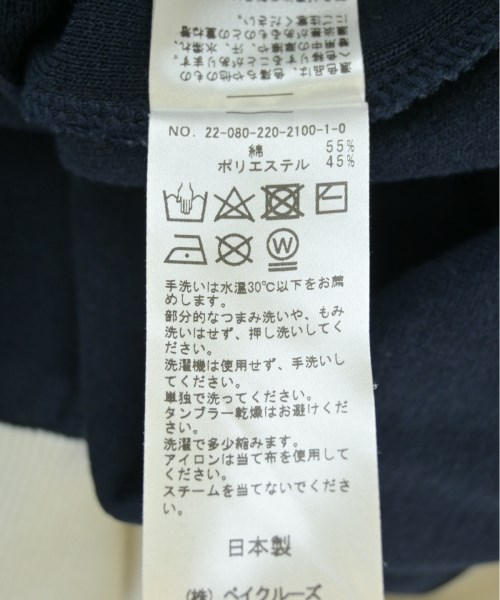 NO. 22-080-220-2100-1-0
綿 55%
ポリエステル 45%
W
手洗いは水温30℃以下をお薦
めします。
部分的なつまみ洗いや、もみ
洗いはせず、押し洗いしてく
ださい。
洗濯機は使用せず、手洗いし
てください。
単独で洗ってください。
タンブラー乾燥はお避けくだ
さい。
洗濯で多少縮みます。
アイロンは当て布を使用して
ください。
スチームを当てないでくださ
い。
日本製
(株) ベイクルーズ